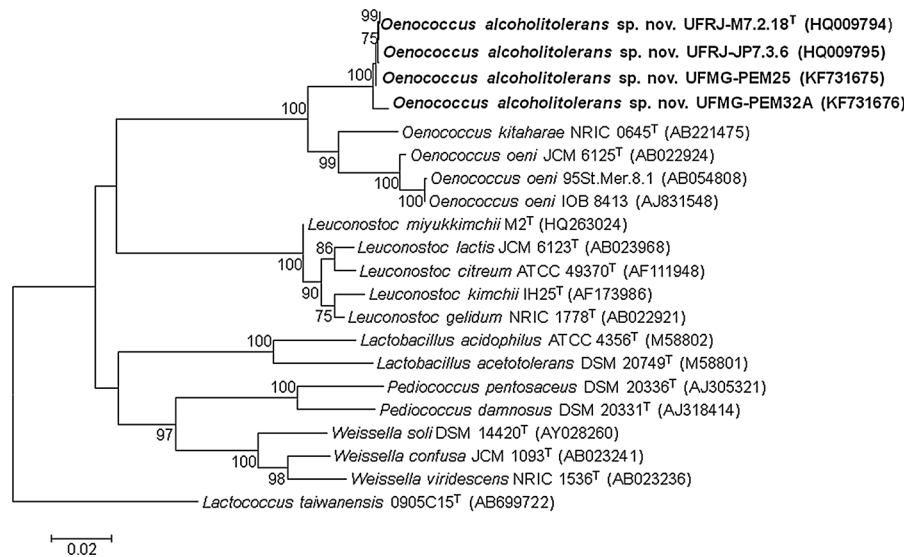 99
Oenococcus alcoholitolerans sp. nov. UFRJ-M7.2.18ᵀ (HQ009794)
75
Oenococcus alcoholitolerans sp. nov. UFRJ-JP7.3.6 (HQ009795)
100
Oenococcus alcoholitolerans sp. nov. UFMG-PEM25 (KF731675)
100
Oenococcus alcoholitolerans sp. nov. UFMG-PEM32A (KF731676)
Oenococcus kitaharae NRIC 0645ᵀ (AB221475)
99
Oenococcus oeni JCM 6125ᵀ (AB022924)
100
Oenococcus oeni 95St.Mer.8.1 (AB054808)
100
Oenococcus oeni IOB 8413 (AJ831548)
Leuconostoc miyukkimchii M2ᵀ (HQ263024)
86
Leuconostoc lactis JCM 6123ᵀ (AB023968)
100
Leuconostoc citreum ATCC 49370ᵀ (AF111948)
90
Leuconostoc kimchii IH25ᵀ (AF173986)
75
Leuconostoc gelidum NRIC 1778ᵀ (AB022921)
100
Lactobacillus acidophilus ATCC 4356ᵀ (M58802)
Lactobacillus acetotolerans DSM 20749ᵀ (M58801)
100
Pediococcus pentosaceus DSM 20336ᵀ (AJ305321)
Pediococcus damnosus DSM 20331ᵀ (AJ318414)
97
Weissella soli DSM 14420ᵀ (AY028260)
100
Weissella confusa JCM 1093ᵀ (AB023241)
98
Weissella viridescens NRIC 1536ᵀ (AB023236)
Lactococcus taiwanensis 0905C15ᵀ (AB699722)
0.02